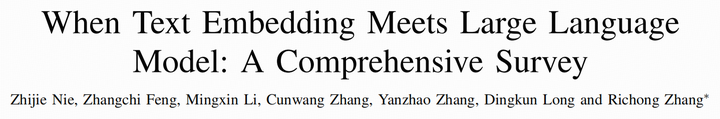 When Text Embedding Meets Large Language
Model: A Comprehensive Survey
Zhijie Nie, Zhangchi Feng, Mingxin Li, Cunwang Zhang, Yanzhao Zhang, Dingkun Long and Richong Zhang*